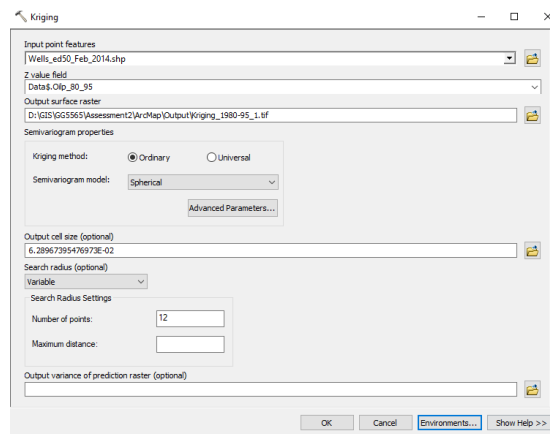 Kriging
Input point features
Wells_ed50_Feb_2014.shp
Z value field
Data$.Oilp_80_95
Output surface raster
D:\GIS\GG5565\Assessment2\ArcMap\Output\Kriging_1980-95_1.tif
Semivariogram properties
Kriging method: Ordinary Universal
Semivariogram model: Spherical
Advanced Parameters...
Output cell size (optional)
6.28967395476973E-02
Search radius (optional)
Variable
Search Radius Settings
Number of points: 12
Maximum distance:
Output variance of prediction raster (optional)
OK Cancel Environments... Show Help >>